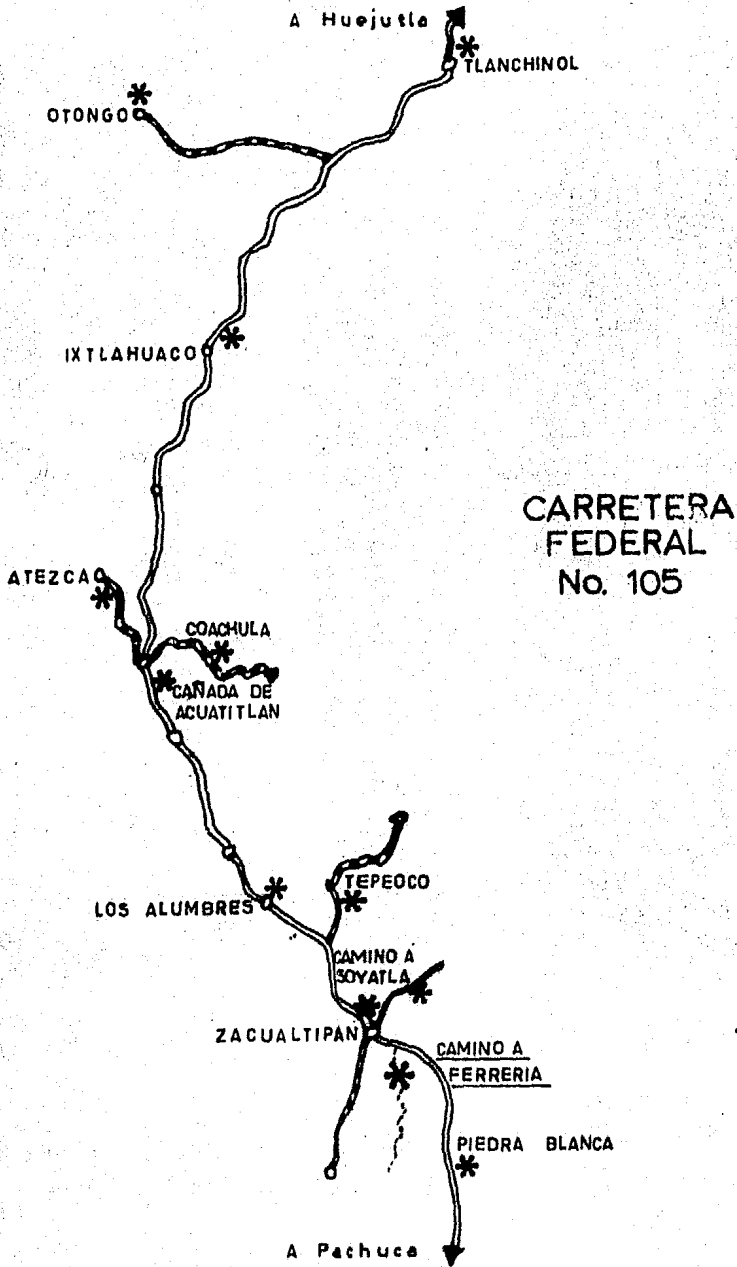 A Huejutla
TLANCHINOL
OTONGO
IXTLAHUACO
CARRETERA
FEDERAL
No. 105
ATEZCA
COACHULA
CAÑADA DE
ACUATITLAN
TEPEOCO
LOS ALUMBRES
CAMINO A
SOYATLA
ZACUALTIPAN
CAMINO A
FERRERIA
PIEDRA BLANCA
A Pachuca